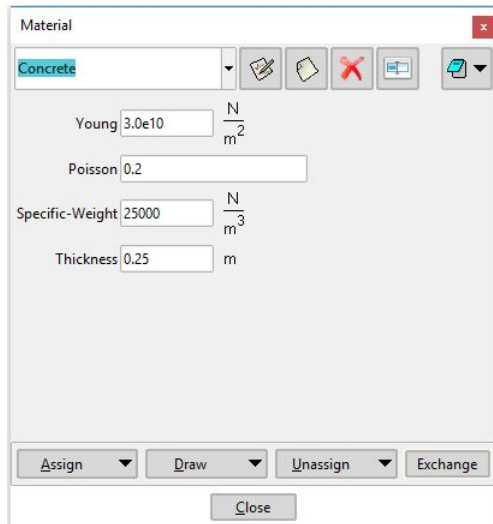 Material
x
Concrete
Young 3.0e10 N/m²
Poisson 0.2
Specific-Weight 25000 N/m³
Thickness 0.25 m
Assign Draw Unassign Exchange
Close